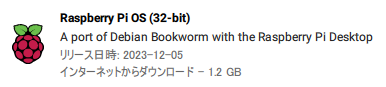 Raspberry Pi OS (32-bit)
A port of Debian Bookworm with the Raspberry Pi Desktop
リリース日時: 2023-12-05
インターネットからダウンロード - 1.2 GB